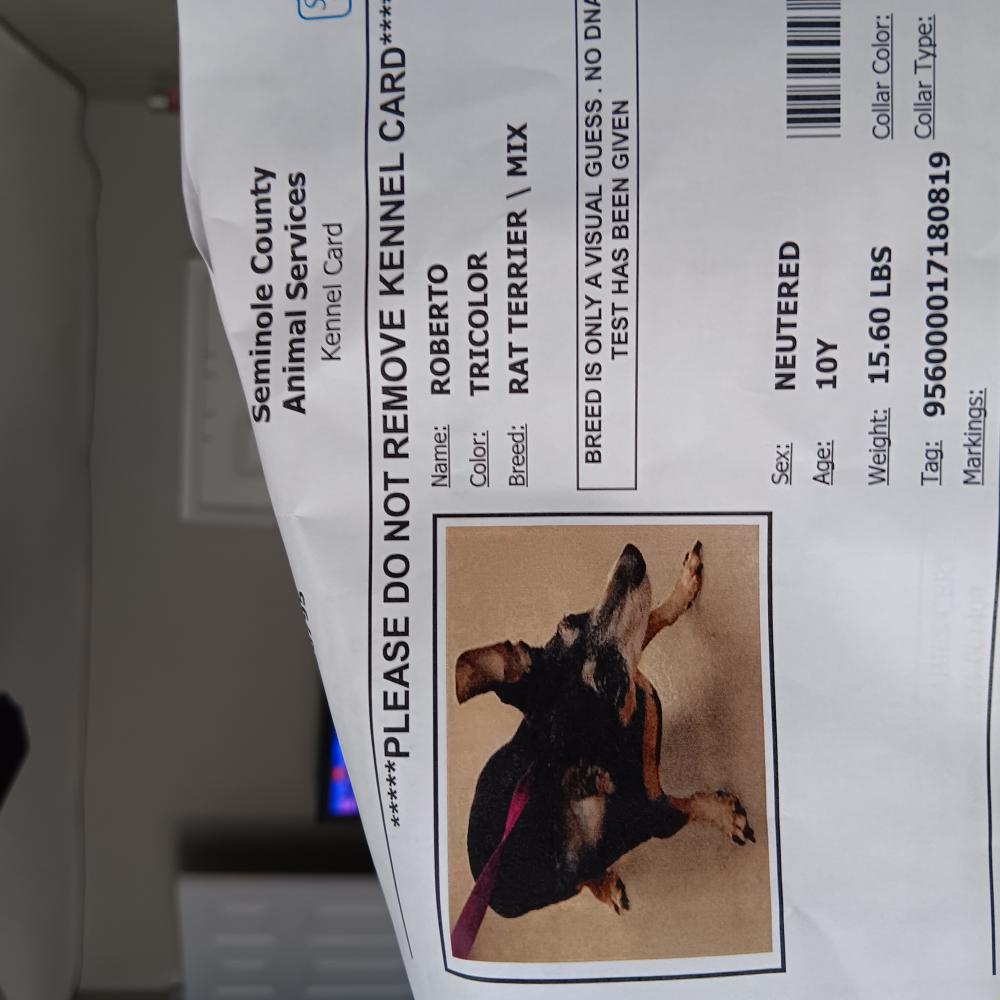 Seminole County
Animal Services
Kennel Card
*****PLEASE DO NOT REMOVE KENNEL CARD***
Name: ROBERTO
Color: TRICOLOR
Breed: RAT TERRIER \ MIX
BREED IS ONLY A VISUAL GUESS. NO DNA
TEST HAS BEEN GIVEN
Sex: NEUTERED
Age: 10Y
Weight: 15.60 LBS
Collar Color:
Tag: 956000017180819
Collar Type:
Markings: